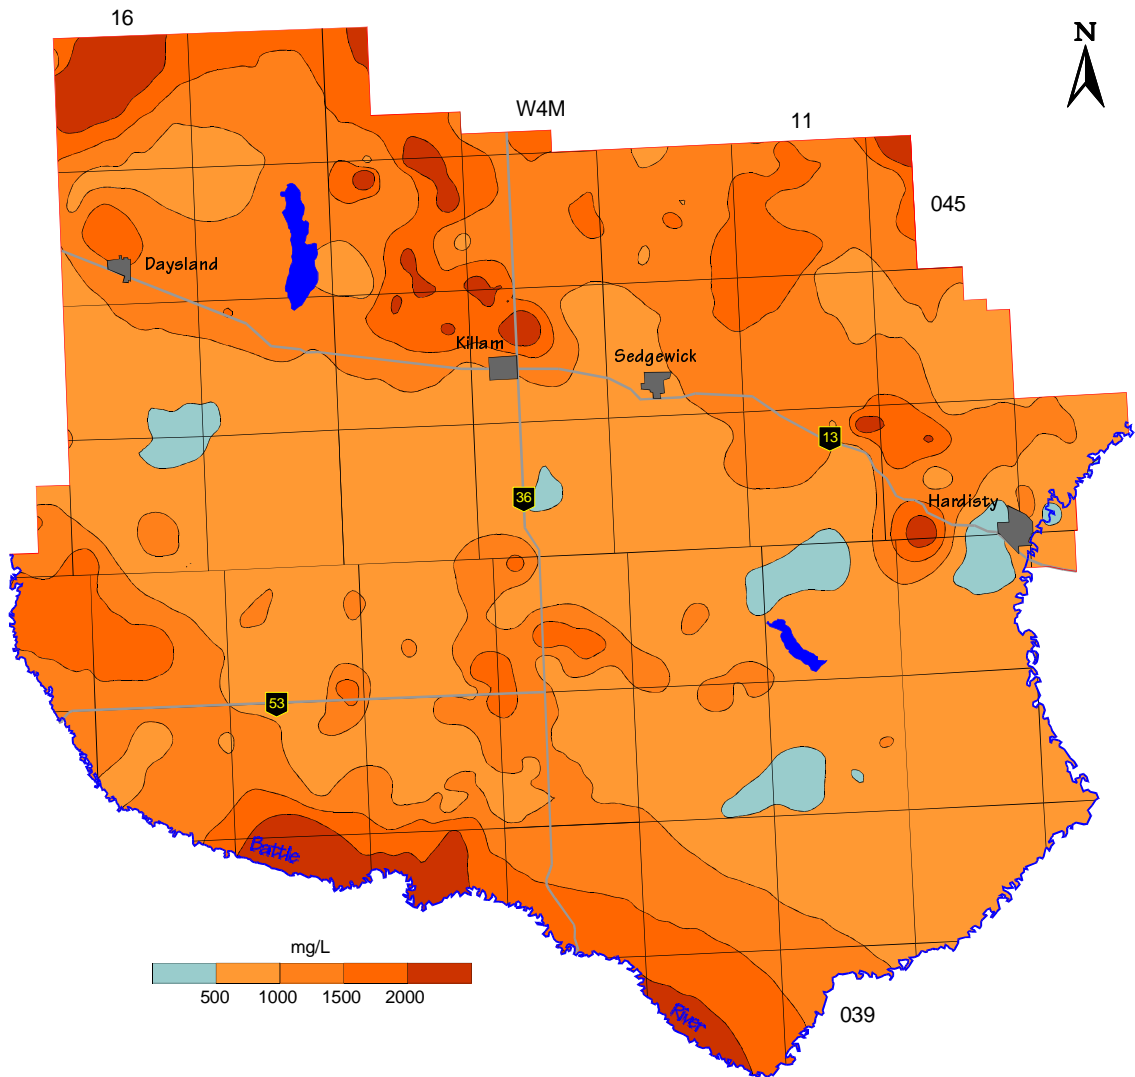 16
N
W4M
11
045
Daysland
Killam
Sedgewick
13
36
Hardisty
53
Battle
mg/L
500 1000 1500 2000
River
039